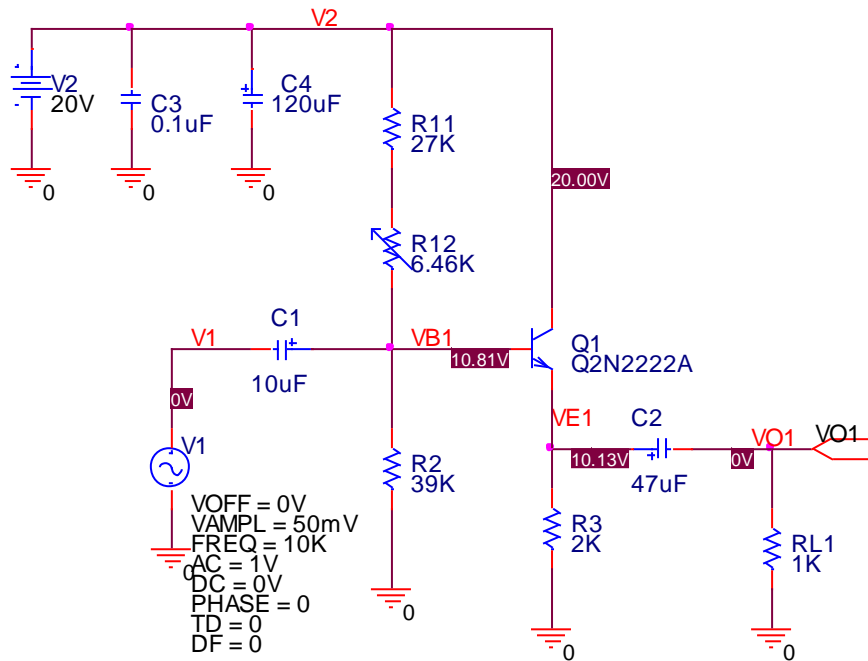 V2
V2
20V
C3
0.1uF
C4
120uF
R11
27K
0
0
0
20.00V
R12
6.46K
C1
V1
VB1
10.81V
10uF
Q1
Q2N2222A
0V
VE1
C2
V1
R2
39K
10.13V
47uF
0V
VO1
VO1
VOFF = 0V
VAMPL = 50mV
FREQ = 10K
AC = 1V
DC = 0V
PHASE = 0
TD = 0
DF = 0
0
R3
2K
RL1
1K
0
0
0